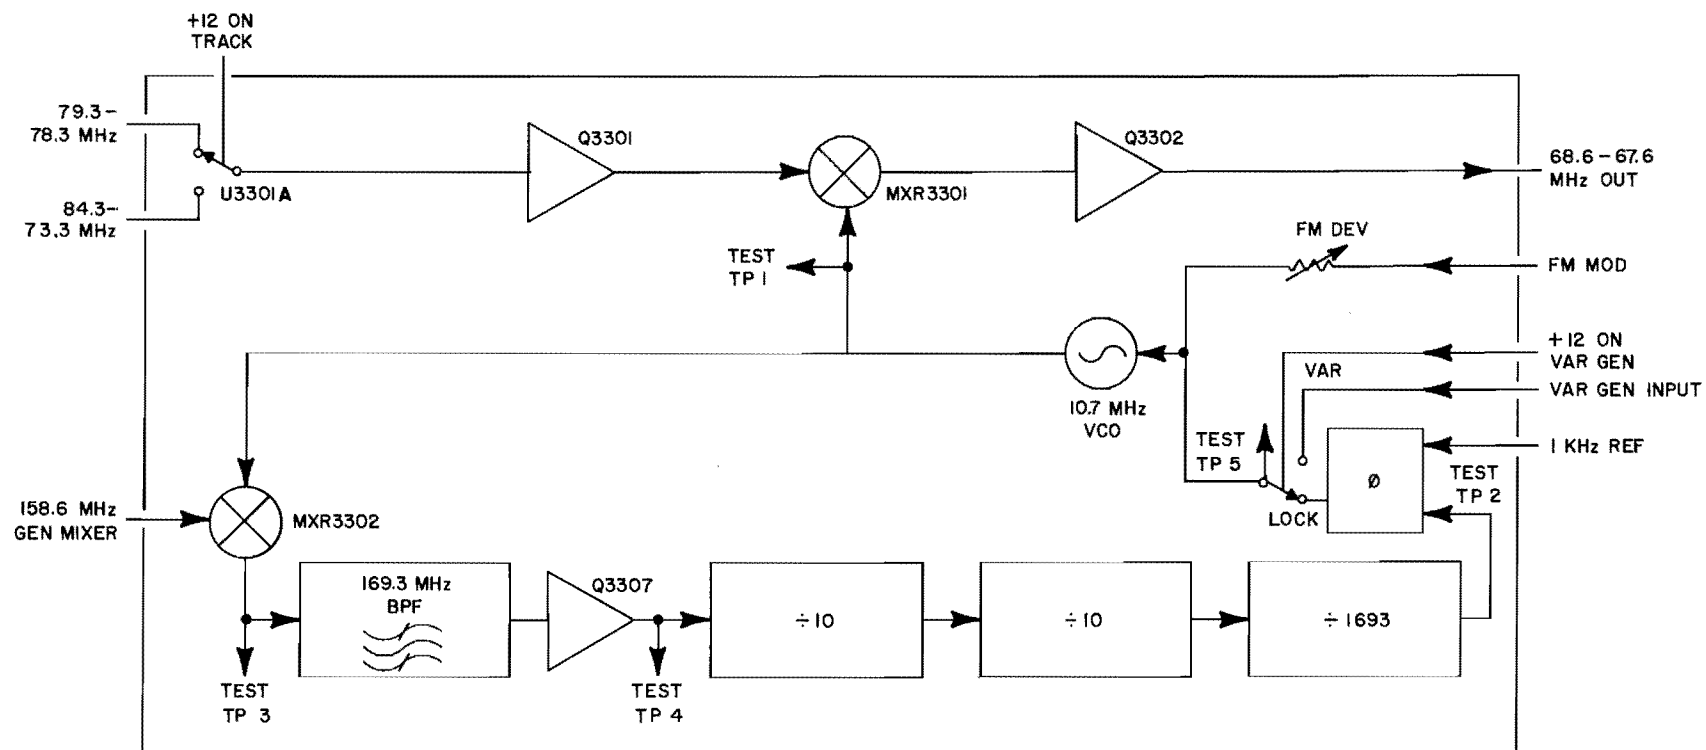 +12 ON
TRACK
79.3-
78.3 MHz
84.3-
73.3 MHz
U3301A
Q3301
MXR3301
Q3302
68.6-67.6
MHz OUT
TEST
TP 1
FM DEV
FM MOD
10.7 MHz
VCO
+12 ON
VAR GEN
VAR
VAR GEN INPUT
TEST
TP 5
LOCK
Ø
1 KHz REF
TEST
TP 2
158.6 MHz
GEN MIXER
MXR3302
169.3 MHz
BPF
Q3307
÷10
÷10
÷1693
TEST
TP 3
TEST
TP 4